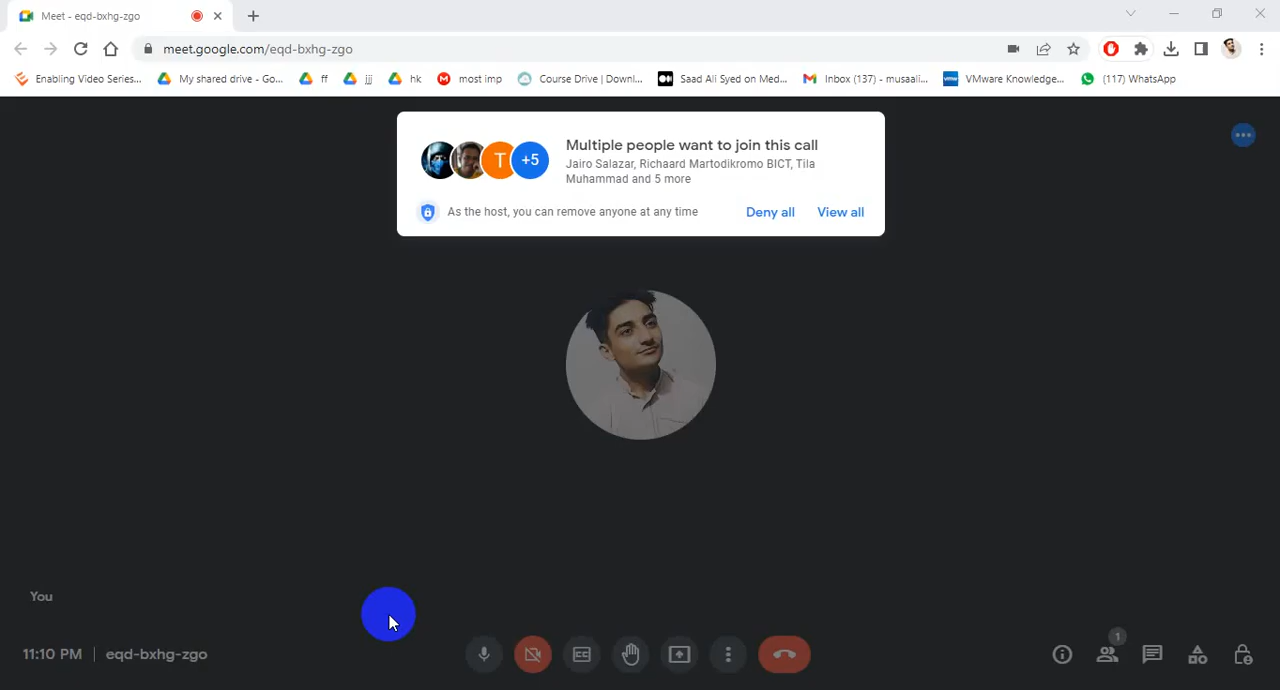 Meet - eqd-bxhg-zgo
meet.google.com/eqd-bxhg-zgo
Enabling Video Series... My shared drive - Go... ff jjj hk most imp Course Drive | Downl... Saad Ali Syed on Med... Inbox (137) - musaali... VMware Knowledge... (117) WhatsApp
T +5
Multiple people want to join this call
Jairo Salazar, Richaard Martodikromo BICT, Tila
Muhammad and 5 more
As the host, you can remove anyone at any time Deny all View all
You
11:10 PM | eqd-bxhg-zgo
CC
1